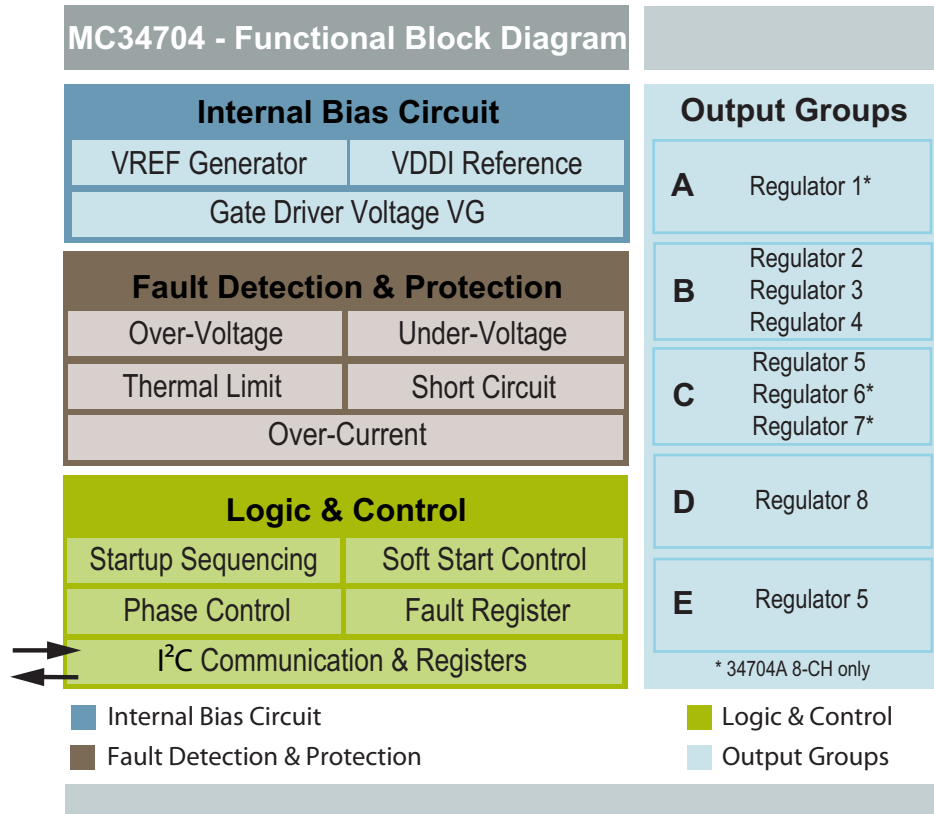 MC34704 - Functional Block Diagram
Internal Bias Circuit
VREF Generator
VDDI Reference
Gate Driver Voltage VG
Fault Detection & Protection
Over-Voltage
Under-Voltage
Thermal Limit
Short Circuit
Over-Current
Logic & Control
Startup Sequencing
Soft Start Control
Phase Control
Fault Register
I²C Communication & Registers
Output Groups
A
Regulator 1*
B
Regulator 2
Regulator 3
Regulator 4
C
Regulator 5
Regulator 6*
Regulator 7*
D
Regulator 8
E
Regulator 5
* 34704A 8-CH only
Internal Bias Circuit
Fault Detection & Protection
Logic & Control
Output Groups